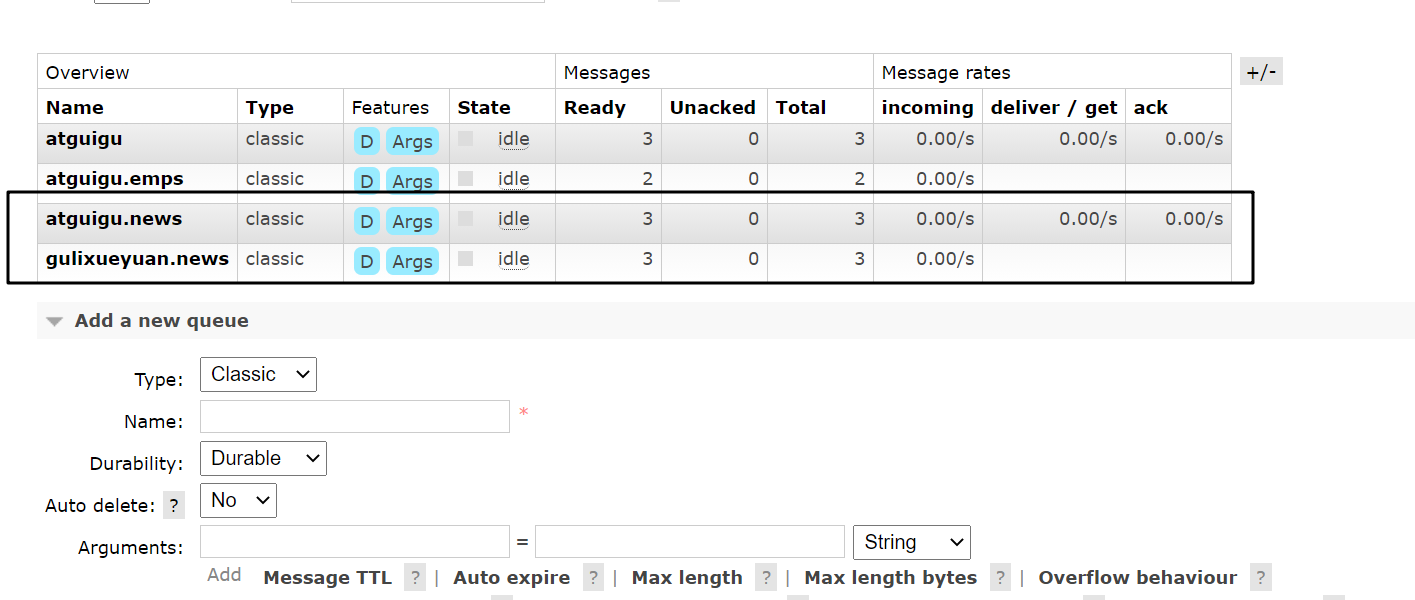 Overview Messages Message rates +/-
Name Type Features State Ready Unacked Total incoming deliver / get ack
atguigu classic D Args idle 3 0 3 0.00/s 0.00/s 0.00/s
atguigu.emps classic D Args idle 2 0 2 0.00/s
atguigu.news classic D Args idle 3 0 3 0.00/s 0.00/s 0.00/s
gulixueyuan.news classic D Args idle 3 0 3 0.00/s
Add a new queue
Type: Classic
Name: *
Durability: Durable
Auto delete: ? No
Arguments: = String
Add Message TTL ? | Auto expire ? | Max length ? | Max length bytes ? | Overflow behaviour ?